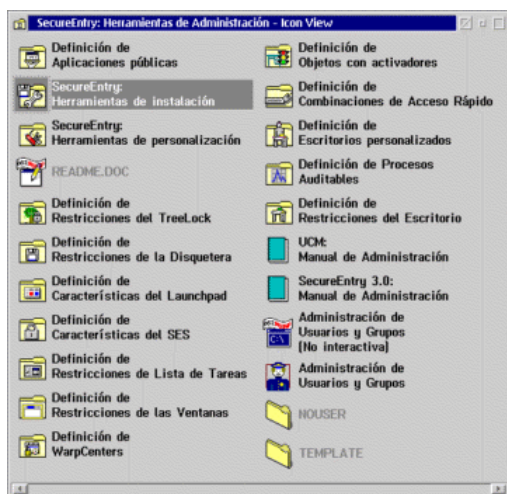 SecureEntry: Herramientas de Administración - Icon View
Definición de
Aplicaciones públicas
SecureEntry:
Herramientas de instalación
SecureEntry:
Herramientas de personalización
README.DOC
Definición de
Restricciones del TreeLock
Definición de
Restricciones de la Disquetera
Definición de
Características del Launchpad
Definición de
Características del SES
Definición de
Restricciones de Lista de Tareas
Definición de
Restricciones de las Ventanas
Definición de
WarpCenters
Definición de
Objetos con activadores
Definición de
Combinaciones de Acceso Rápido
Definición de
Escritorios personalizados
Definición de Procesos
Auditables
Definición de
Restricciones del Escritorio
UCM:
Manual de Administración
SecureEntry 3.0:
Manual de Administración
Administración de
Usuarios y Grupos
(No interactiva)
Administración de
Usuarios y Grupos
NOUSER
TEMPLATE